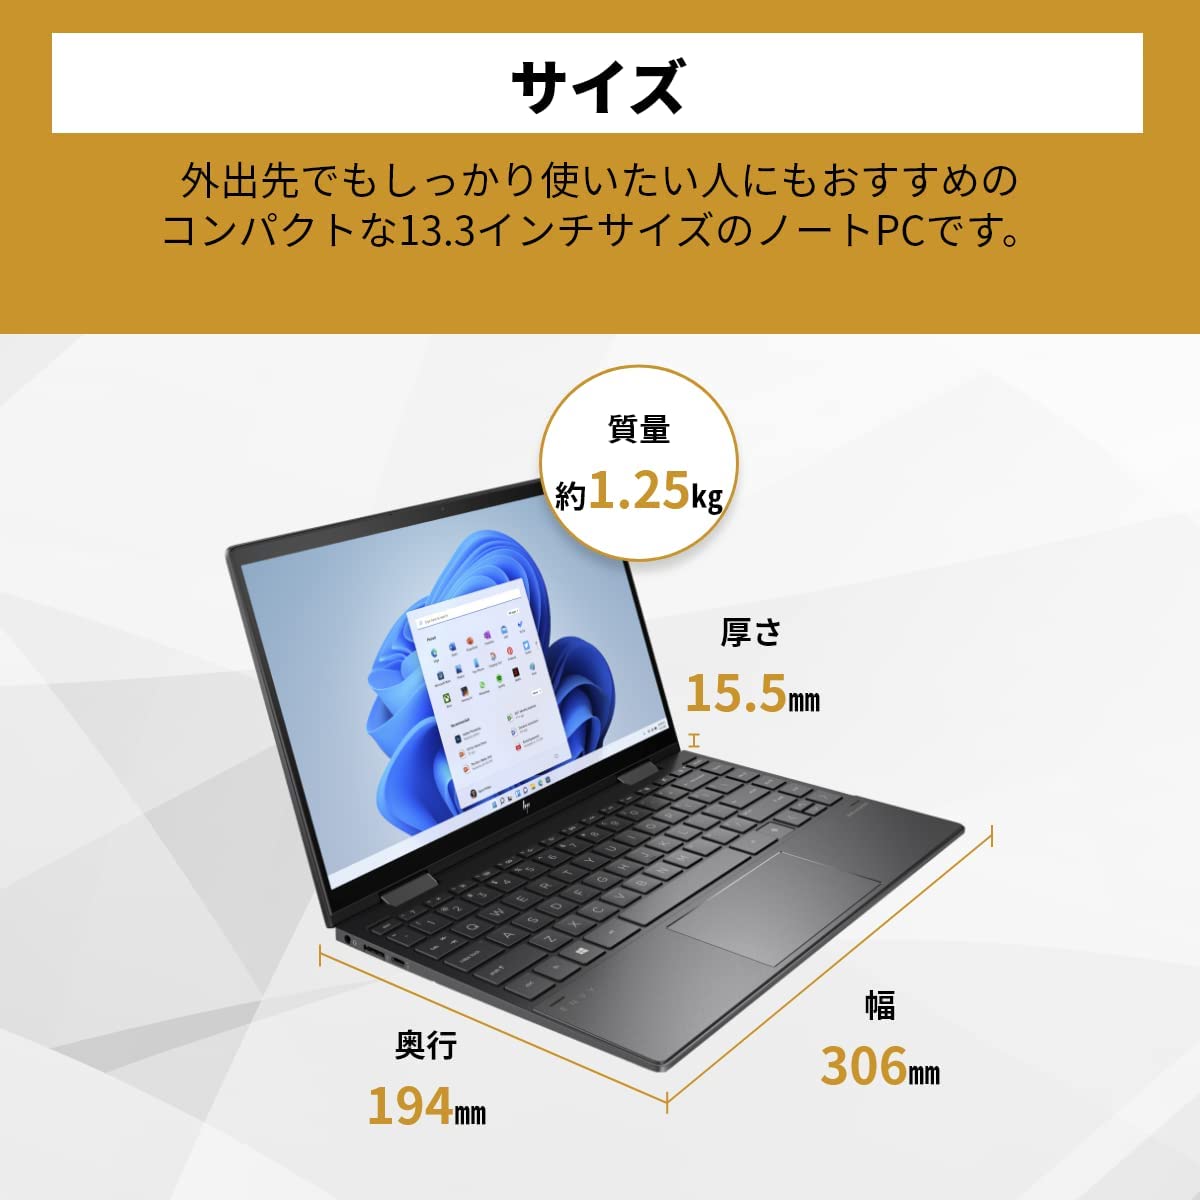 サイズ
外出先でもしっかり使いたい人にもおすすめの
コンパクトな13.3インチサイズのノートPCです。
質量
約1.25kg
厚さ
15.5mm
hp
ENVY
幅
306mm
奥行
194mm